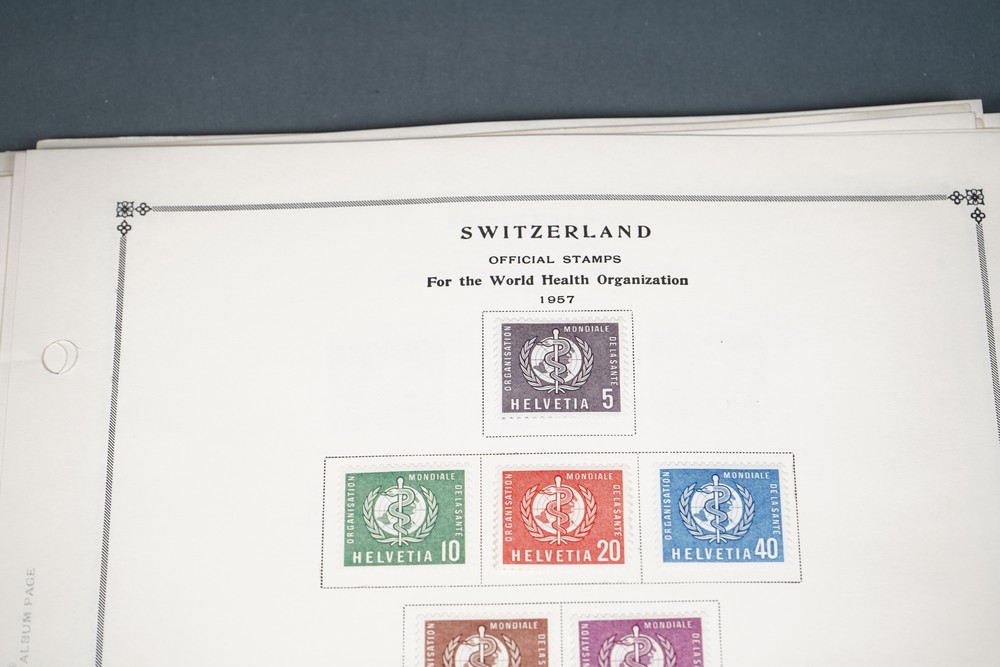 SWITZERLAND
OFFICIAL STAMPS
For the World Health Organization
1957
ORGANISATION MONDIALE DE LA SANTE
HELVETIA 5
ORGANISATION MONDIALE DE LA SANTE
HELVETIA 10
ORGANISATION MONDIALE DE LA SANTE
HELVETIA 20
ORGANISATION MONDIALE DE LA SANTE
HELVETIA 40
MONDIALE
MONDIALE
ALBUM PAGE